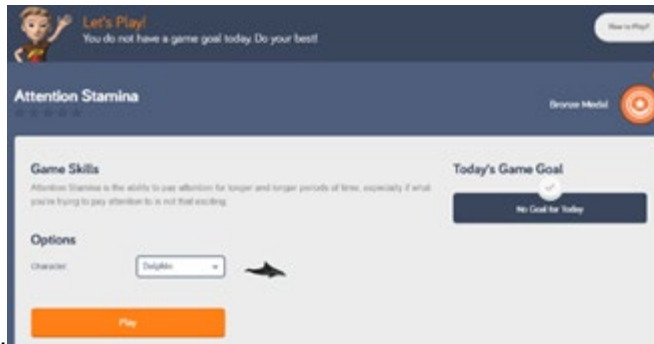 Let's Play!
You do not have a game goal today. Do your best!
How to Play?
Attention Stamina
Bronze Medal
Game Skills
Attention Stamina is the ability to pay attention for longer and longer periods of time, especially if what
you're trying to pay attention to is not that exciting.
Today's Game Goal
No Goal for Today
Options
Character:
Dolphin
Play